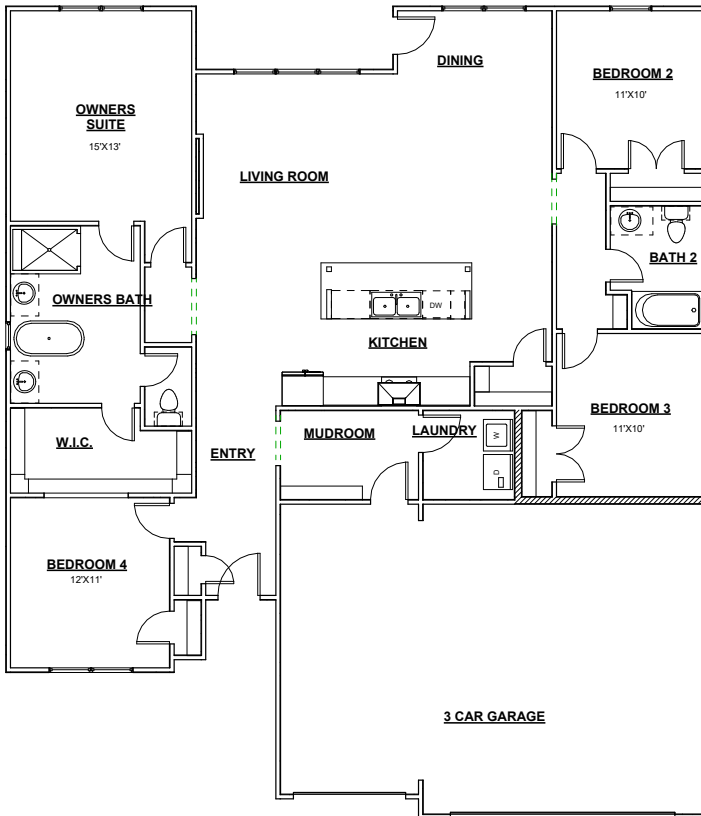 DINING
BEDROOM 2
11'X10'
OWNERS
SUITE
15'X13'
LIVING ROOM
BATH 2
OWNERS BATH
DW
KITCHEN
BEDROOM 3
11'X10'
MUDROOM
LAUNDRY
W
D
W.I.C.
ENTRY
BEDROOM 4
12'X11'
3 CAR GARAGE